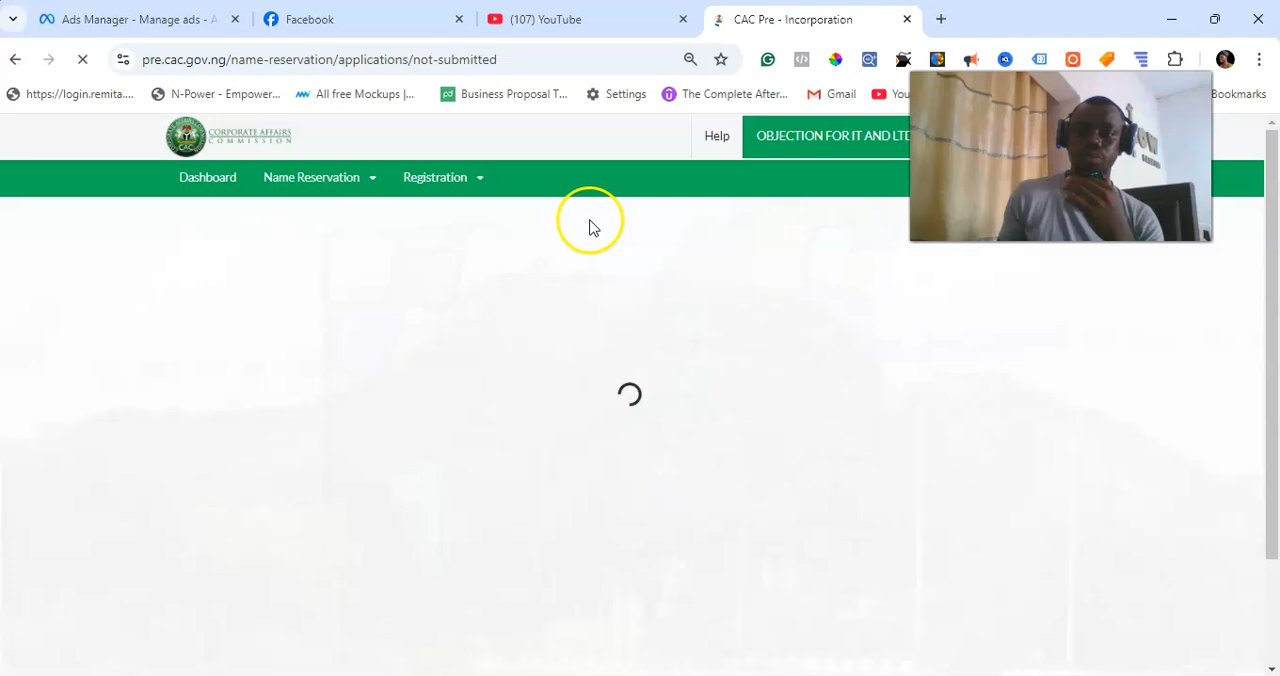 Ads Manager - Manage ads - A
Facebook
(107) YouTube
CAC Pre - Incorporation
pre.cac.gov.ng/name-reservation/applications/not-submitted
https://login.remita....
N-Power - Empower...
All free Mockups |...
Business Proposal T...
Settings
The Complete After...
Gmail
You
Bookmarks
CORPORATE AFFAIRS
COMMISSION
CAC
Help
OBJECTION FOR IT AND LTD
Dashboard
Name Reservation
Registration